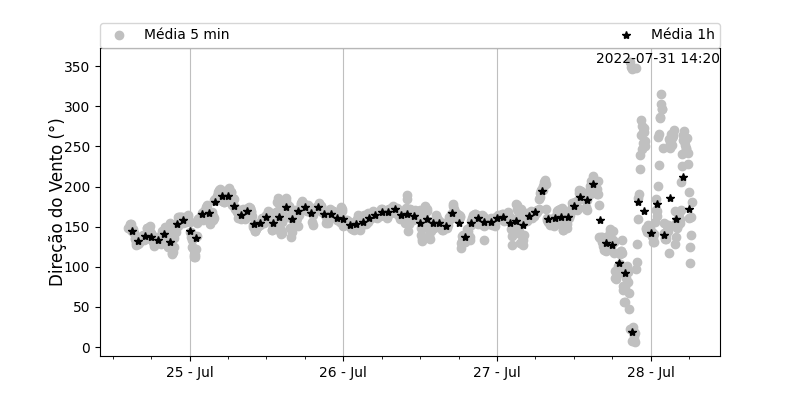 Média 5 min
Média 1h
2022-07-31 14:20
Direção do Vento (°)
350
300
250
200
150
100
50
0
25 - Jul
26 - Jul
27 - Jul
28 - Jul